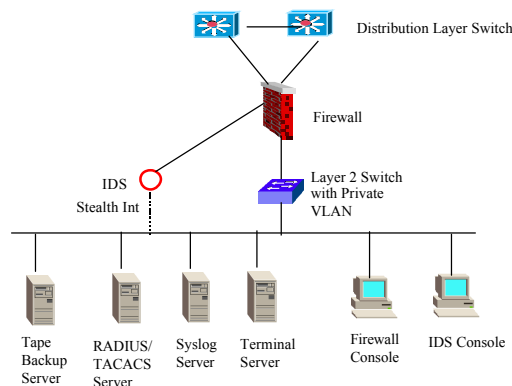 Distribution Layer Switch
Firewall
IDS
Stealth Int
Layer 2 Switch
with Private
VLAN
Tape
Backup
Server
RADIUS/
TACACS
Server
Syslog
Server
Terminal
Server
Firewall
Console
IDS Console